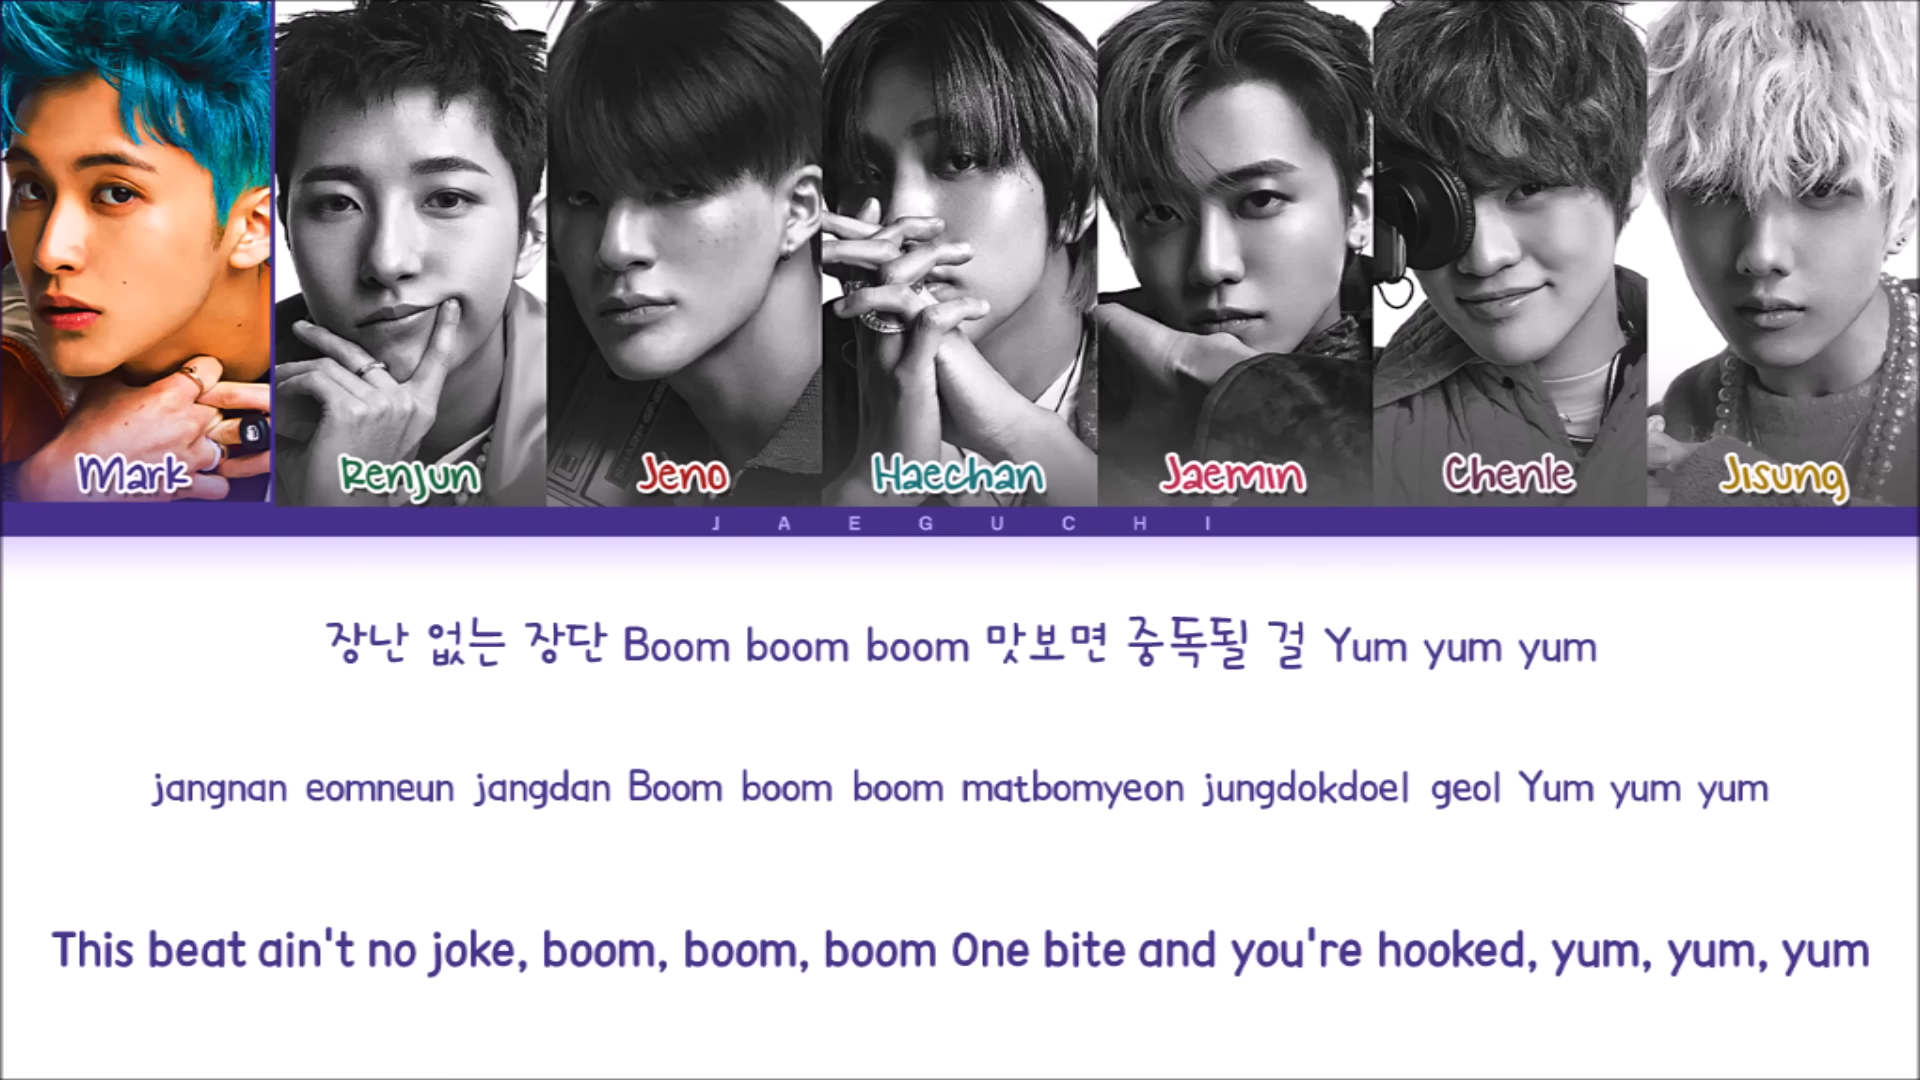 Mark Renjun Jeno Haechan Jaemin Chenle Jisung
JAEGUCHI
장난 없는 장단 Boom boom boom 맛보면 중독될 걸 Yum yum yum
jangnan eomneun jangdan Boom boom boom matbomyeon jungdokdoel geol Yum yum yum
This beat ain't no joke, boom, boom, boom One bite and you're hooked, yum, yum, yum